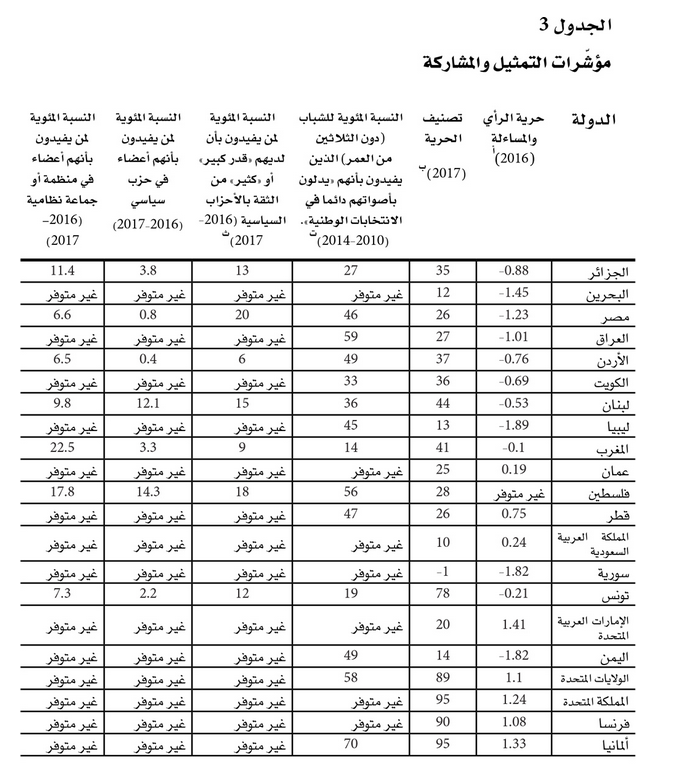 الجدول 3
مؤشّرات التمثيل والمشاركة
الدولة
حرية الرأي
والمساءلة
(2016)أ
تصنيف
الحرية
(2017)ب
النسبة المئوية للشباب
(دون الثلاثين
من العمر) الذين
يفيدون بأنهم «يدلون
بأصواتهم دائما في
الانتخابات الوطنية».
(2010-2014)ت
النسبة المئوية
لمن يفيدون بأن
لديهم «قدر كبير»
أو «كثير» من
الثقة بالأحزاب
السياسية (2016-
2017)ث
النسبة المئوية
لمن يفيدون
بأنهم أعضاء
في حزب
سياسي
(2016-2017)
النسبة المئوية
لمن يفيدون
بأنهم أعضاء
في منظمة أو
جماعة نظامية
(2016–
2017)
الجزائر -0.88 35 27 13 3.8 11.4
البحرين -1.45 12 غير متوفر غير متوفر غير متوفر غير متوفر
مصر -1.23 26 46 20 0.8 6.6
العراق -1.01 27 59 غير متوفر غير متوفر غير متوفر
الأردن -0.76 37 49 6 0.4 6.5
الكويت -0.69 36 33 غير متوفر غير متوفر غير متوفر
لبنان -0.53 44 36 15 12.1 9.8
ليبيا -1.89 13 45 غير متوفر غير متوفر غير متوفر
المغرب -0.1 41 14 9 3.3 22.5
عمان 0.19 25 غير متوفر غير متوفر غير متوفر غير متوفر
فلسطين غير متوفر 28 56 18 14.3 17.8
قطر 0.75 26 47 غير متوفر غير متوفر غير متوفر
المملكة العربية
السعودية 0.24 10 غير متوفر غير متوفر غير متوفر غير متوفر
سورية -1.82 -1 غير متوفر غير متوفر غير متوفر غير متوفر
تونس -0.21 78 19 12 2.2 7.3
الإمارات العربية
المتحدة 1.41 20 غير متوفر غير متوفر غير متوفر غير متوفر
اليمن -1.82 14 49 غير متوفر غير متوفر غير متوفر
الولايات المتحدة 1.1 89 58 غير متوفر غير متوفر غير متوفر
المملكة المتحدة 1.24 95 غير متوفر غير متوفر غير متوفر غير متوفر
فرنسا 1.08 90 غير متوفر غير متوفر غير متوفر غير متوفر
ألمانيا 1.33 95 70 غير متوفر غير متوفر غير متوفر